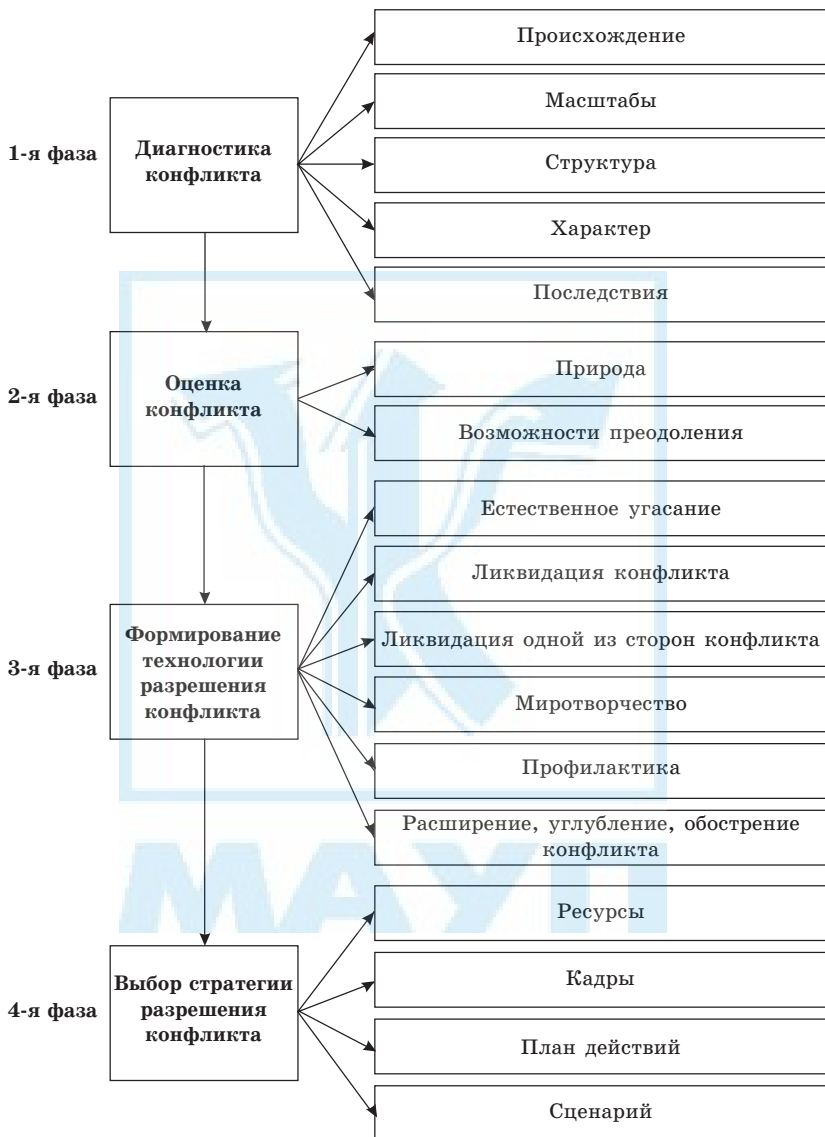 1-я фаза
Диагностика
конфликта
Происхождение
Масштабы
Структура
Характер
Последствия
2-я фаза
Оценка
конфликта
Природа
Возможности преодоления
3-я фаза
Формирование
технологии
разрешения
конфликта
Естественное угасание
Ликвидация конфликта
Ликвидация одной из сторон конфликта
Миротворчество
Профилактика
Расширение, углубление, обострение
конфликта
МАУП
4-я фаза
Выбор стратегии
разрешения
конфликта
Ресурсы
Кадры
План действий
Сценарий